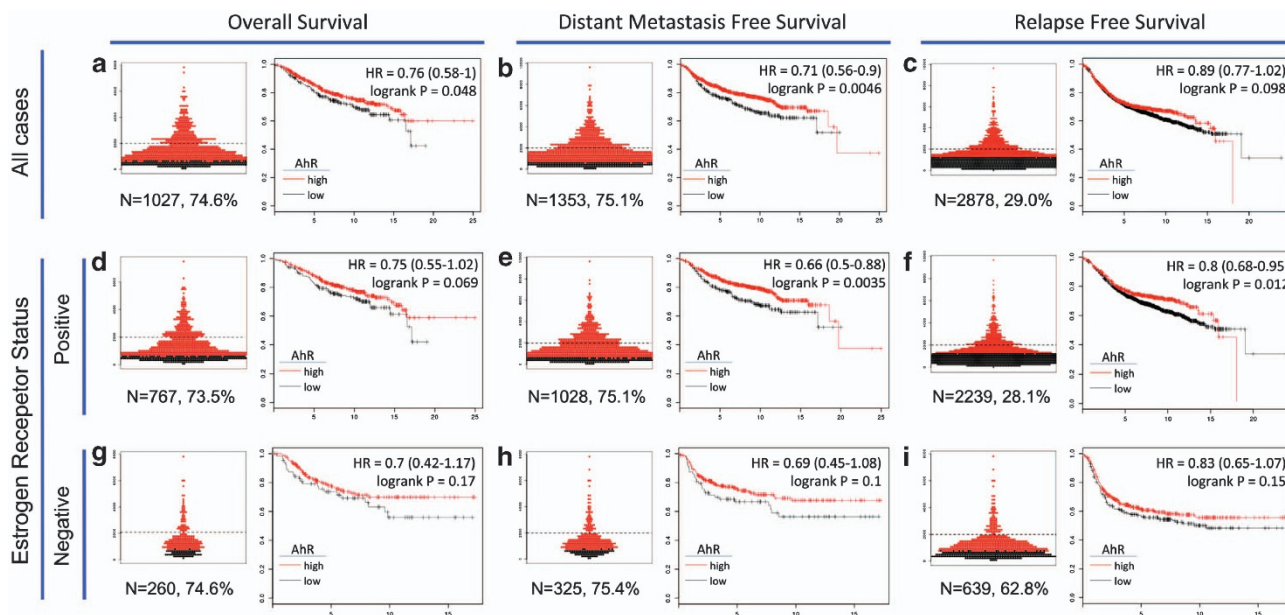 Overall Survival
Distant Metastasis Free Survival
Relapse Free Survival
All cases
a
HR = 0.76 (0.58-1)
logrank P = 0.048
AhR
high
low
N=1027, 74.6%
b
HR = 0.71 (0.56-0.9)
logrank P = 0.0046
AhR
high
low
N=1353, 75.1%
c
HR = 0.89 (0.77-1.02)
logrank P = 0.098
AhR
high
low
N=2878, 29.0%
Estrogen Recepetor Status
Positive
d
HR = 0.75 (0.55-1.02)
logrank P = 0.069
AhR
high
low
N=767, 73.5%
e
HR = 0.66 (0.5-0.88)
logrank P = 0.0035
AhR
high
low
N=1028, 75.1%
f
HR = 0.8 (0.68-0.95
logrank P = 0.012
AhR
high
low
N=2239, 28.1%
Negative
g
HR = 0.7 (0.42-1.17)
logrank P = 0.17
AhR
high
low
N=260, 74.6%
h
HR = 0.69 (0.45-1.08)
logrank P = 0.1
AhR
high
low
N=325, 75.4%
i
HR = 0.83 (0.65-1.07)
logrank P = 0.15
AhR
high
low
N=639, 62.8%